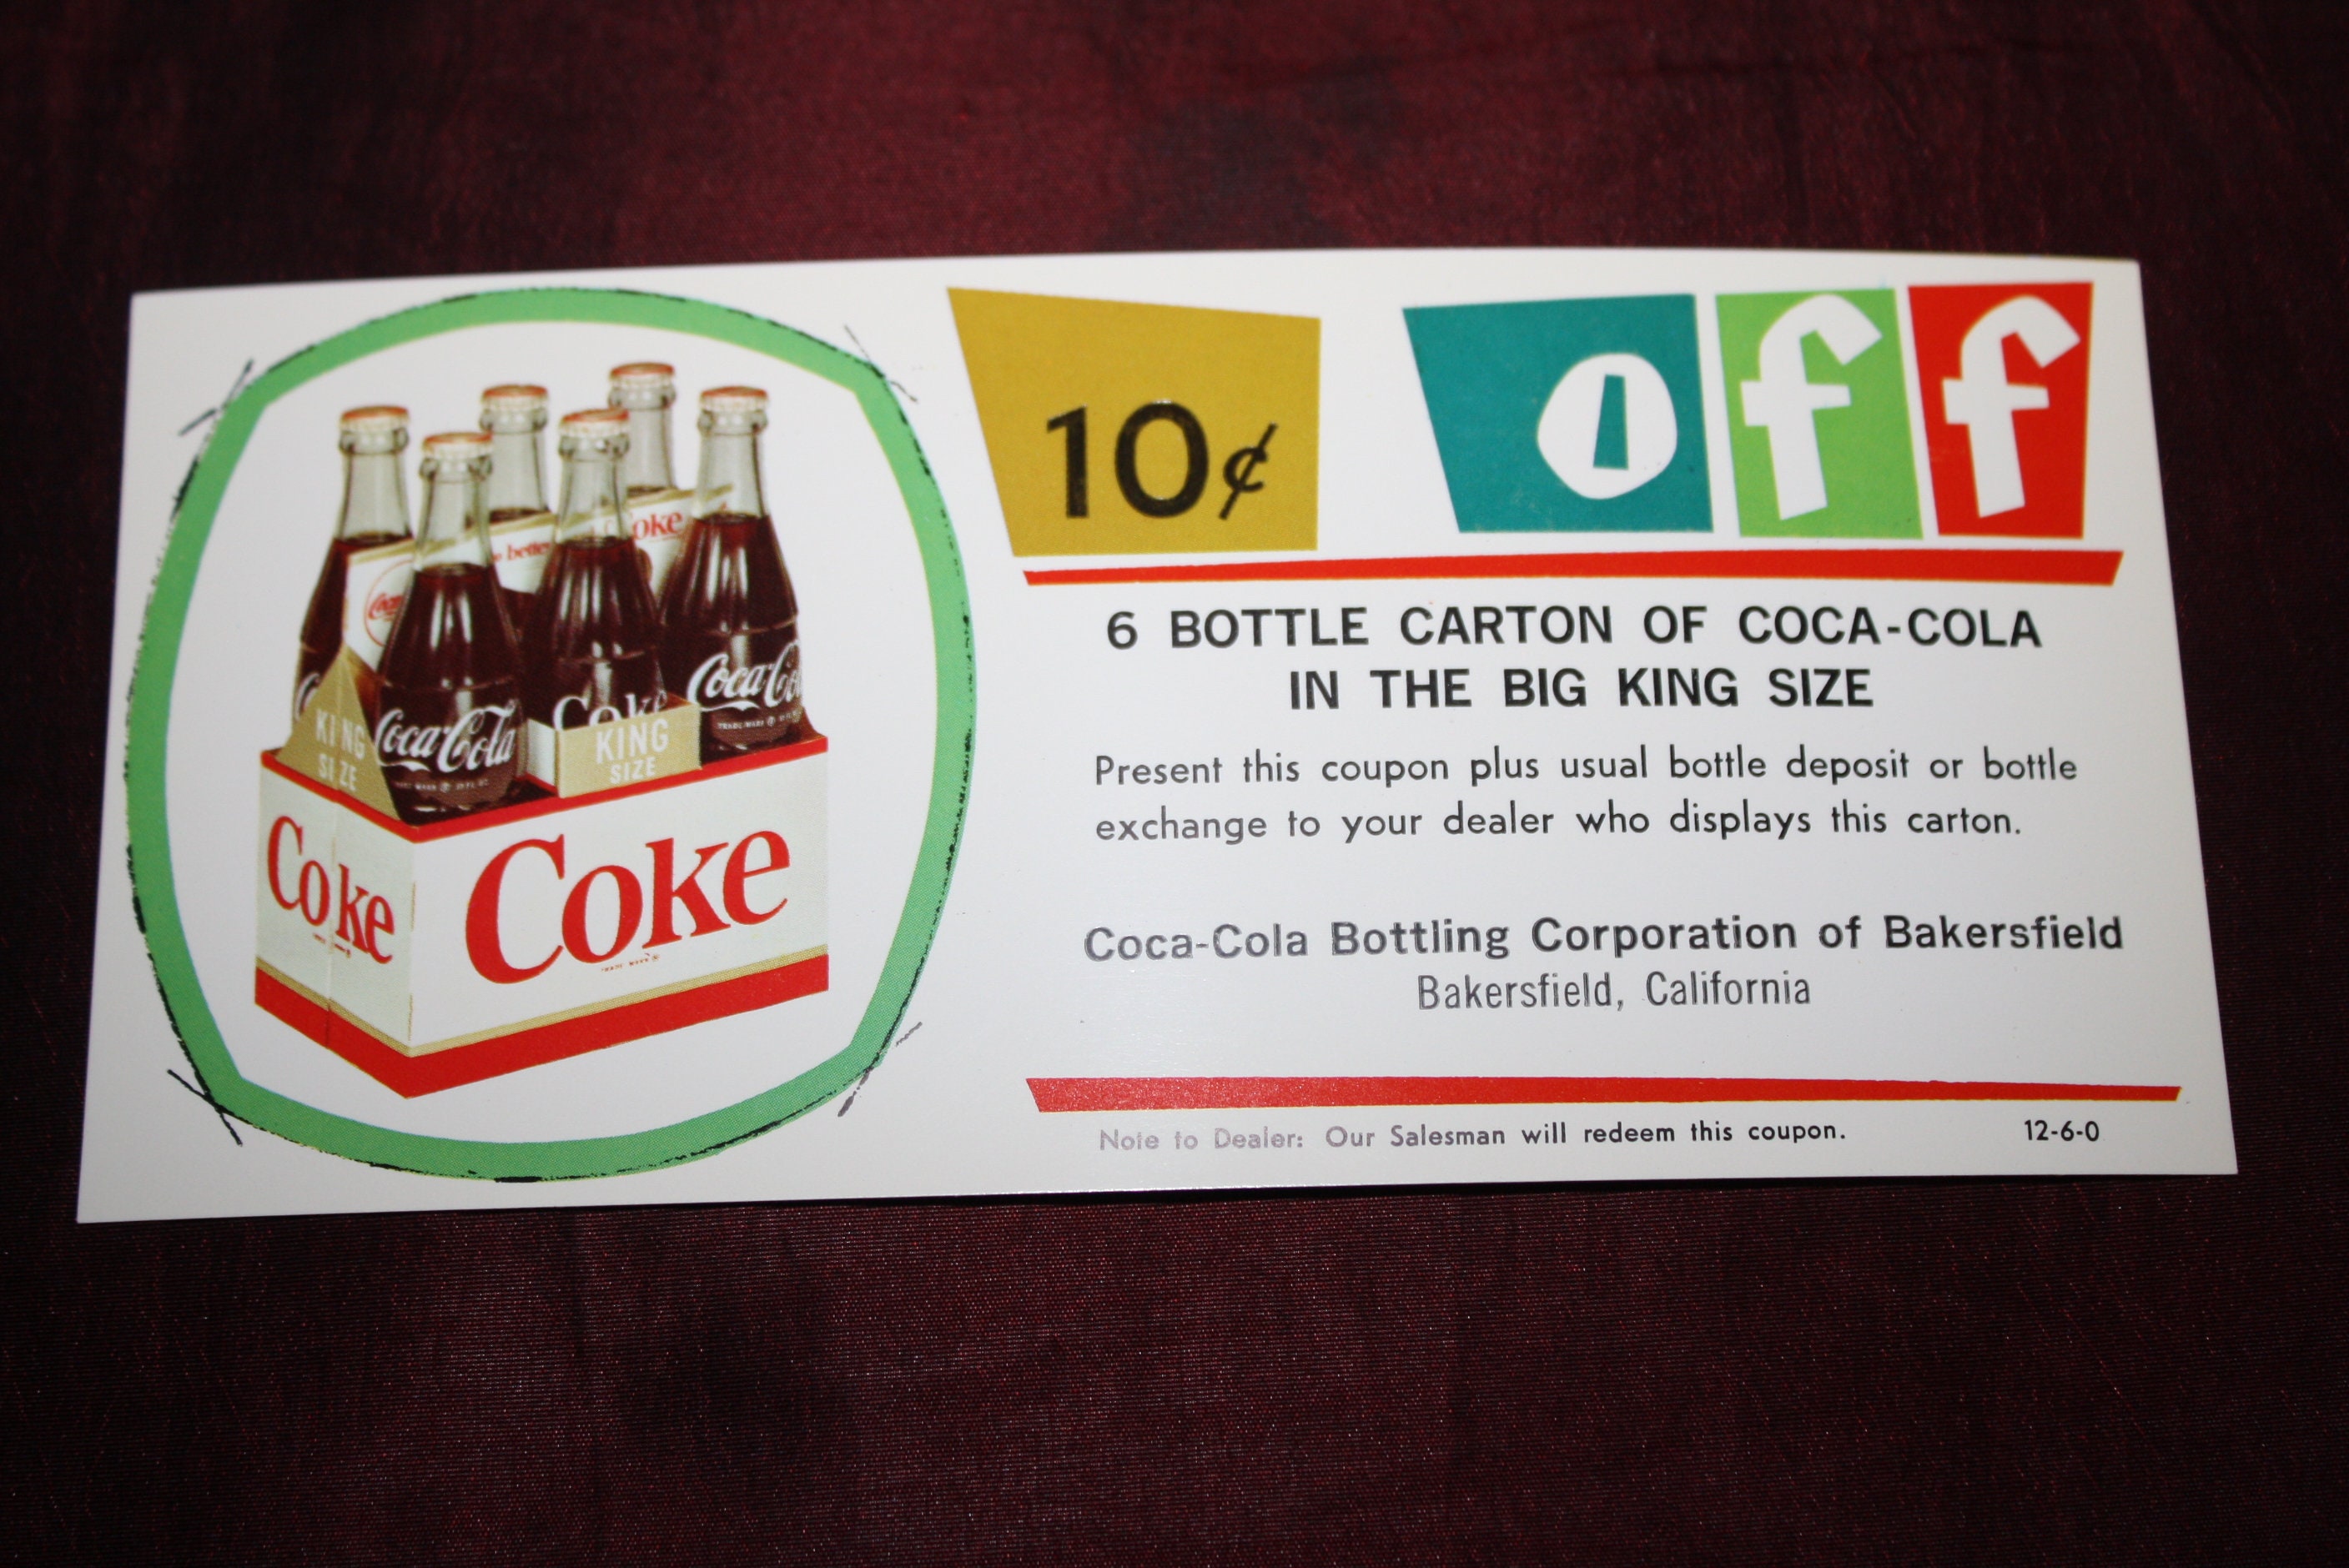 10¢ off
6 BOTTLE CARTON OF COCA-COLA
IN THE BIG KING SIZE
Present this coupon plus usual bottle deposit or bottle
exchange to your dealer who displays this carton.
Coca-Cola Bottling Corporation of Bakersfield
Bakersfield, California
Note to Dealer: Our Salesman will redeem this coupon. 12-6-0
Coke
Coca-Cola
Coke
Coca-Cola
KING
SIZE
KING
SIZE
Coke
Coke